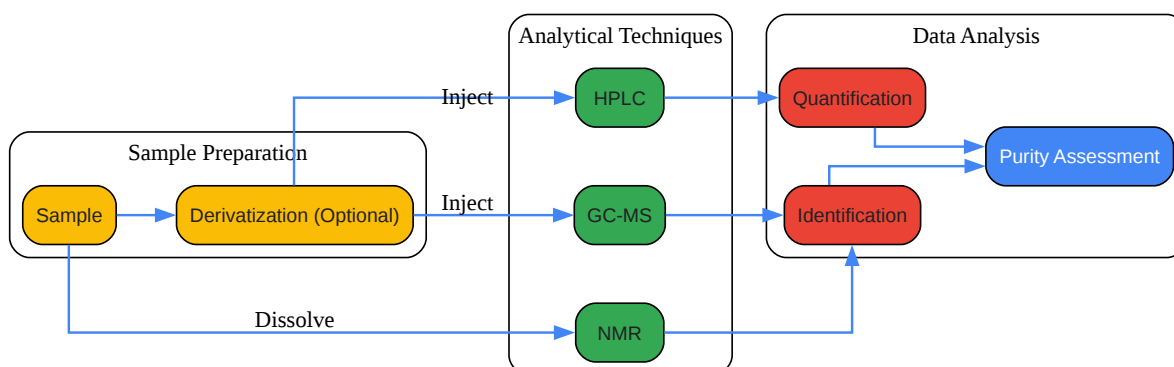 Analytical Techniques
Data Analysis
Inject
HPLC
Quantification
Sample Preparation
Purity Assessment
Sample
Derivatization (Optional)
Inject
GC-MS
Identification
Dissolve
NMR